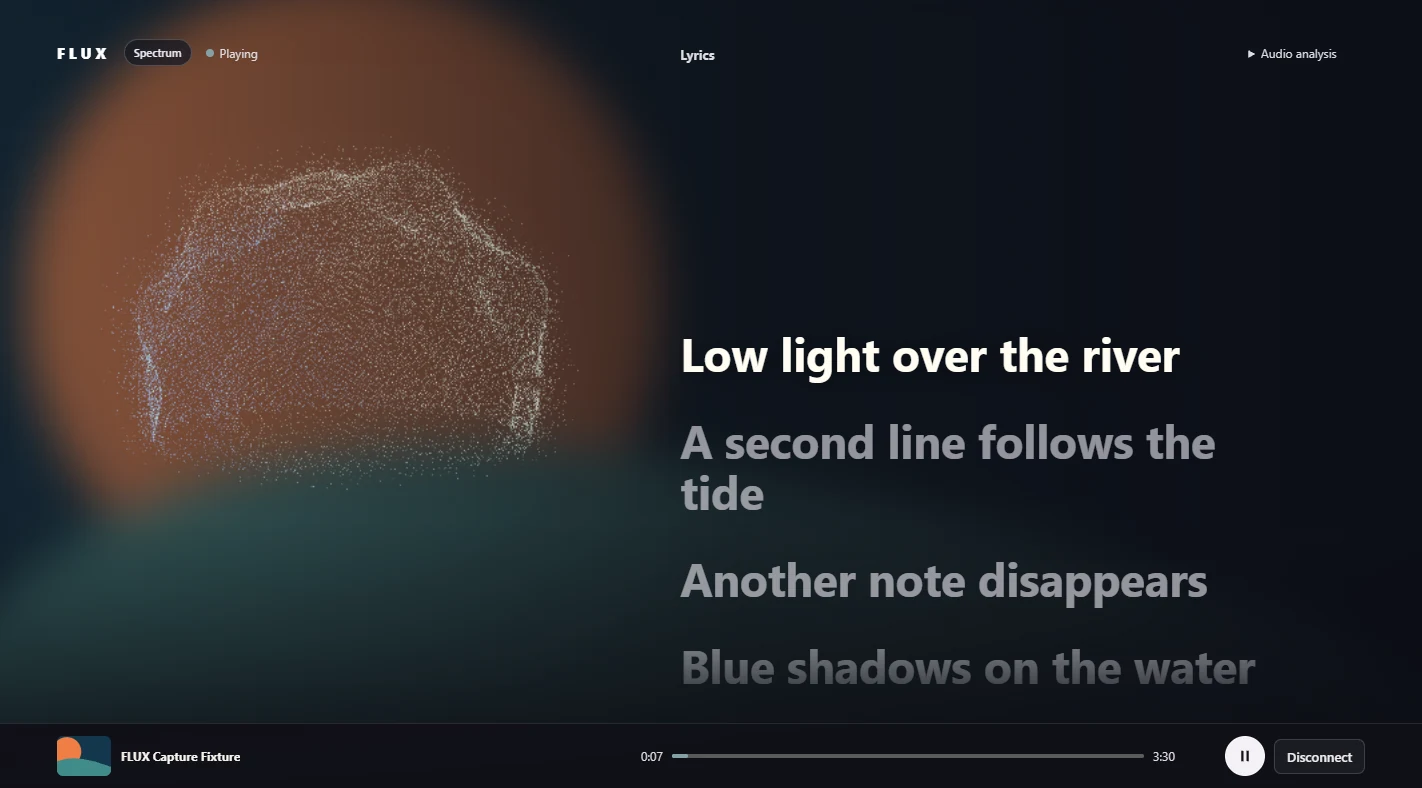 FLUX Spectrum Playing
Lyrics
Audio analysis
Low light over the river
A second line follows the
tide
Another note disappears
Blue shadows on the water
FLUX Capture Fixture
0:07
3:30
Disconnect